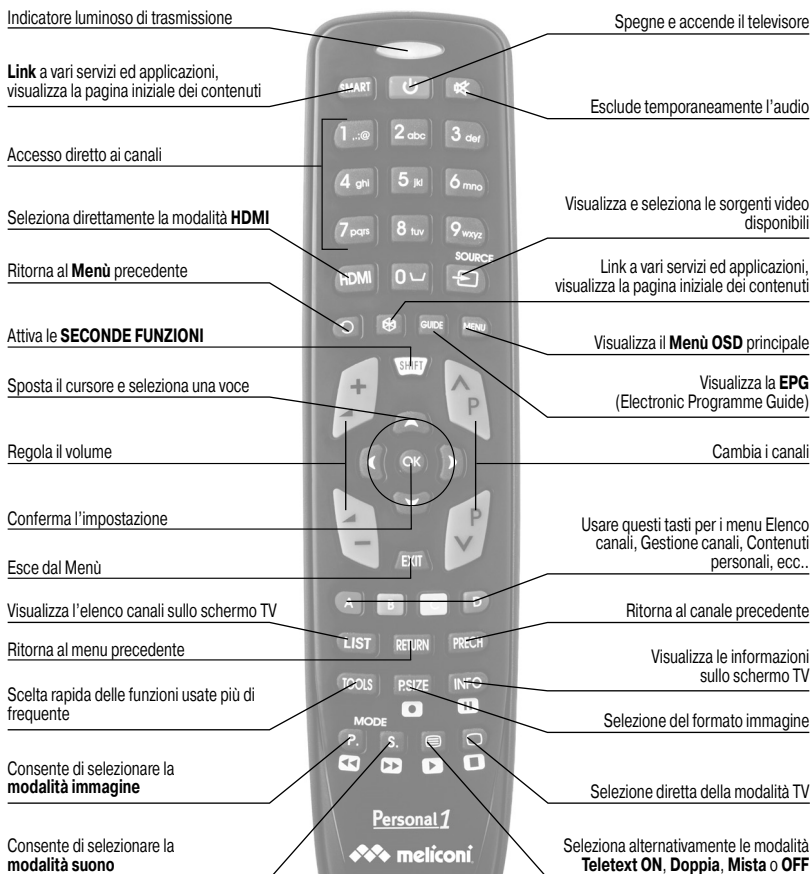 Indicatore luminoso di trasmissione
Spegne e accende il televisore
Link a vari servizi ed applicazioni,
visualizza la pagina iniziale dei contenuti
Esclude temporaneamente l'audio
Accesso diretto ai canali
Seleziona direttamente la modalità HDMI
Visualizza e seleziona le sorgenti video
disponibili
Ritorna al Menù precedente
Link a vari servizi ed applicazioni,
visualizza la pagina iniziale dei contenuti
Attiva le SECONDE FUNZIONI
Visualizza il Menù OSD principale
Sposta il cursore e seleziona una voce
Visualizza la EPG
(Electronic Programme Guide)
Regola il volume
Cambia i canali
Conferma l'impostazione
Usare questi tasti per i menu Elenco
canali, Gestione canali, Contenuti
personali, ecc..
Esce dal Menù
Visualizza l'elenco canali sullo schermo TV
Ritorna al canale precedente
Ritorna al menu precedente
Visualizza le informazioni
sullo schermo TV
Scelta rapida delle funzioni usate più di
frequente
Selezione del formato immagine
Consente di selezionare la
modalità immagine
Selezione diretta della modalità TV
Consente di selezionare la
modalità suono
Seleziona alternativamente le modalità
Teletext ON, Doppia, Mista o OFF
SMART
1 .,:@ 2 abc 3 def
4 ghi 5 jkl 6 mno
7 pqrs 8 tuv 9 wxyz
SOURCE
HDMI 0
GUIDE MENU
SHIFT
+ P
OK
- P
EXIT
A B C D
LIST RETURN PRECH
TOOLS P.SIZE INFO
MODE
P. S.
Personal 1
meliconi